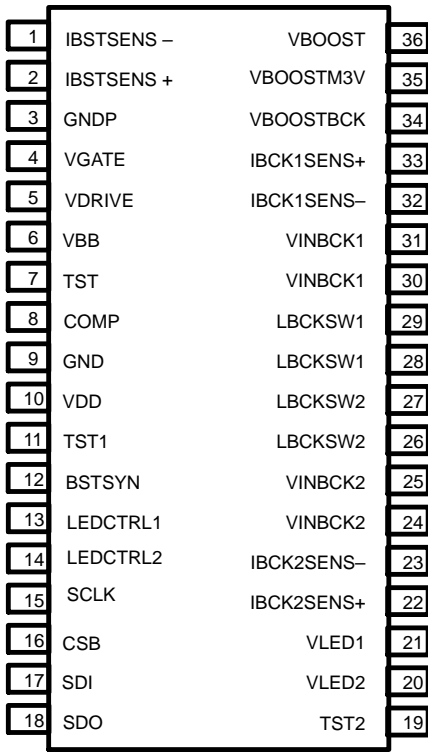 1 IBSTSENS – VBOOST 36
2 IBSTSENS + VBOOSTM3V 35
3 GNDP VBOOSTBCK 34
4 VGATE IBCK1SENS+ 33
5 VDRIVE IBCK1SENS– 32
6 VBB VINBCK1 31
7 TST VINBCK1 30
8 COMP LBCKSW1 29
9 GND LBCKSW1 28
10 VDD LBCKSW2 27
11 TST1 LBCKSW2 26
12 BSTSYN VINBCK2 25
13 LEDCTRL1 VINBCK2 24
14 LEDCTRL2 IBCK2SENS– 23
15 SCLK IBCK2SENS+ 22
16 CSB VLED1 21
17 SDI VLED2 20
18 SDO TST2 19